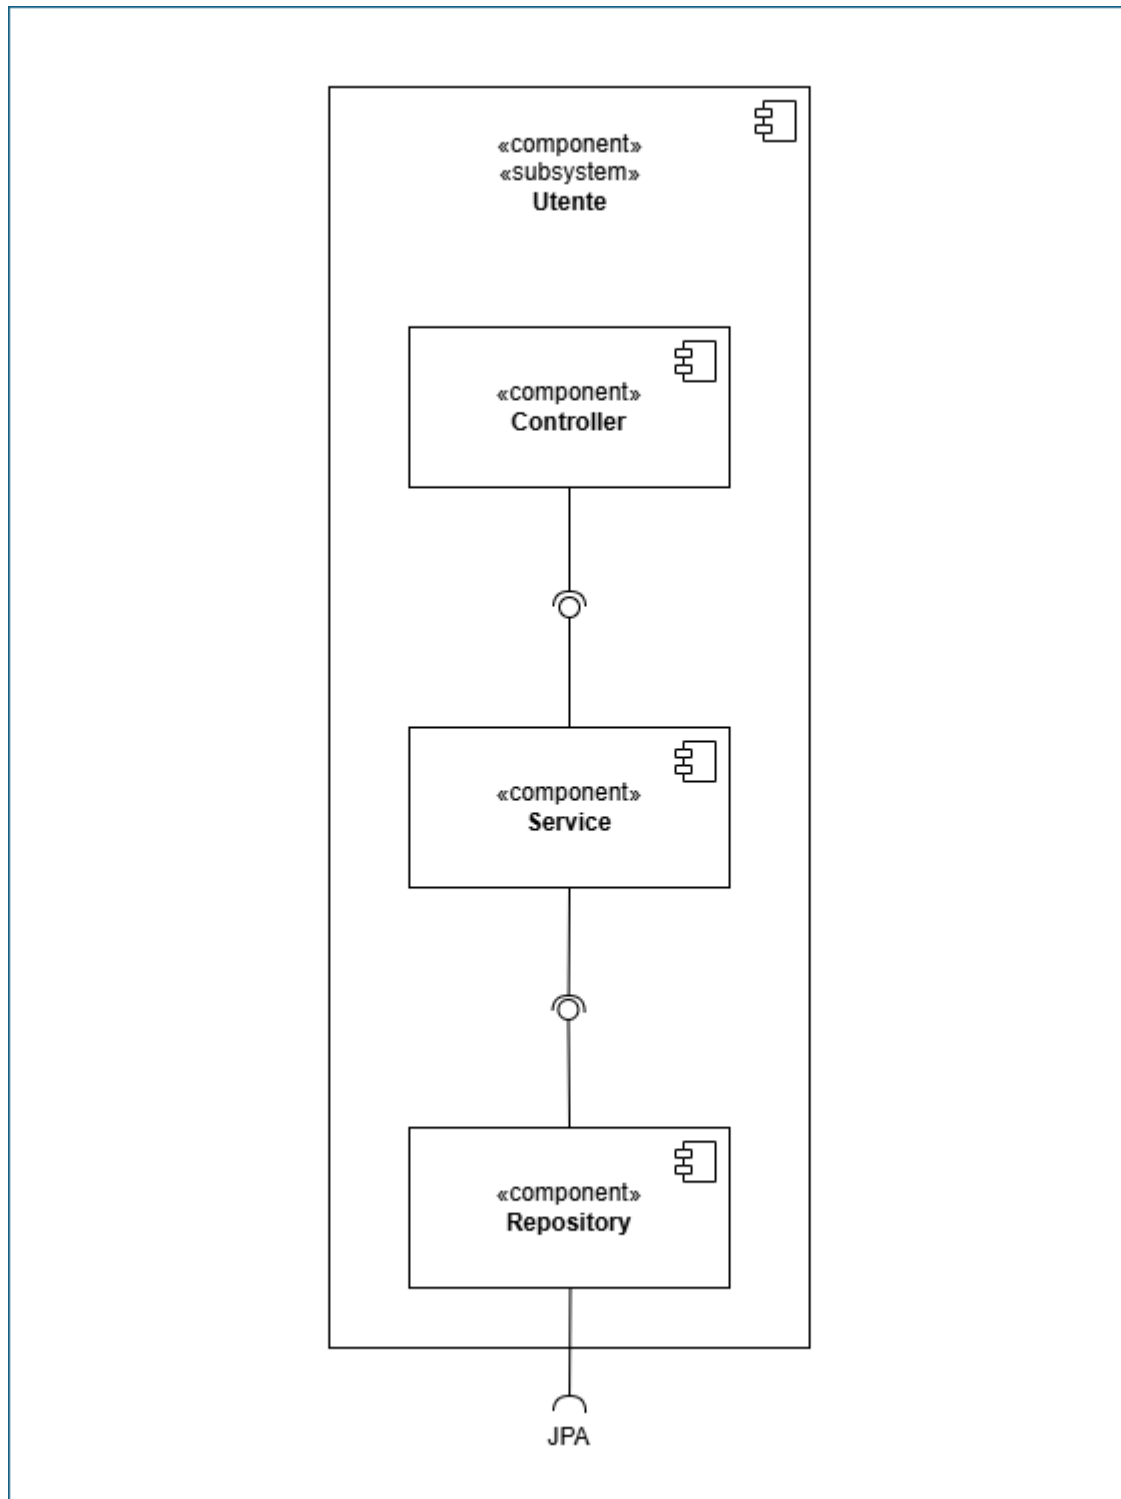 «component»
«subsystem»
Utente
«component»
Controller
«component»
Service
«component»
Repository
JPA